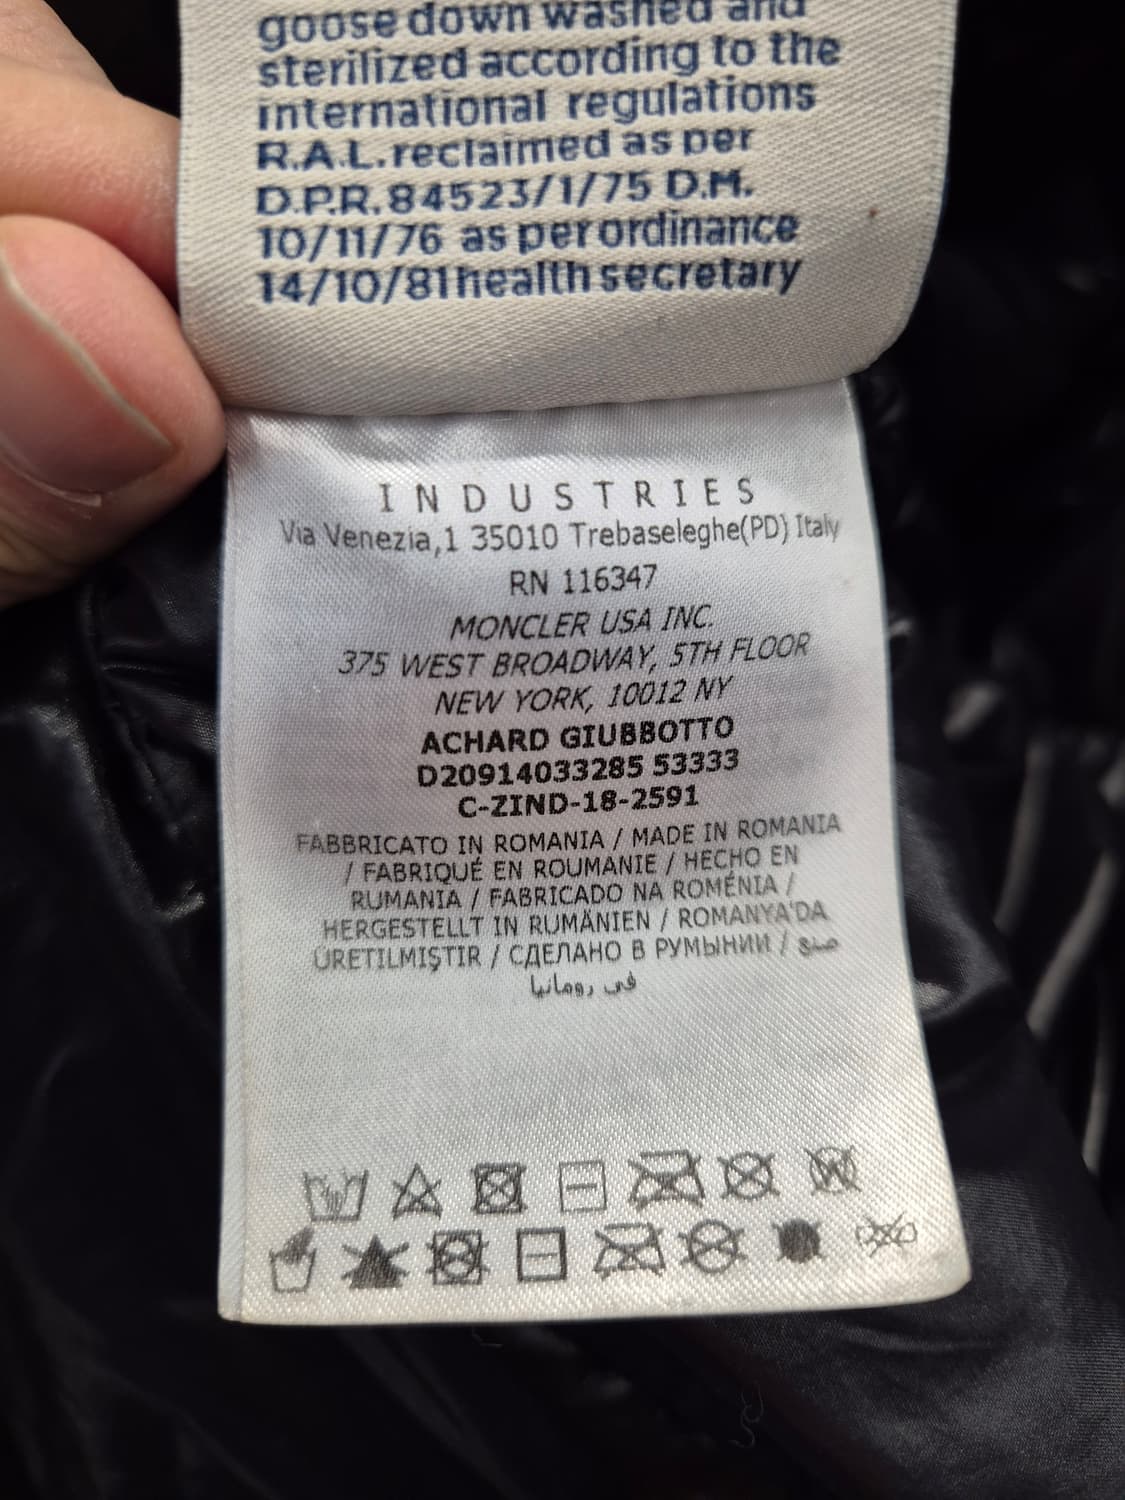 goose down washed and
sterilized according to the
international regulations
R.A.L. reclaimed as per
D.P.R. 84523/1/75 D.M.
10/11/76 as per ordinance
14/10/81 health secretary
INDUSTRIES
Via Venezia,1 35010 Trebaseleghe(PD) Italy
RN 116347
MONCLER USA INC.
375 WEST BROADWAY, 5TH FLOOR
NEW YORK, 10012 NY
ACHARD GIUBBOTTO
D20914033285 53333
C-ZIND-18-2591
FABBRICATO IN ROMANIA / MADE IN ROMANIA
/ FABRIQUÉ EN ROUMANIE / HECHO EN
RUMANIA / FABRICADO NA ROMÉNIA /
HERGESTELLT IN RUMÄNIEN / ROMANYA'DA
ÜRETILMIŞTIR / СДЕЛАНО В РУМЫНИИ / صنع
في رومانيا
W